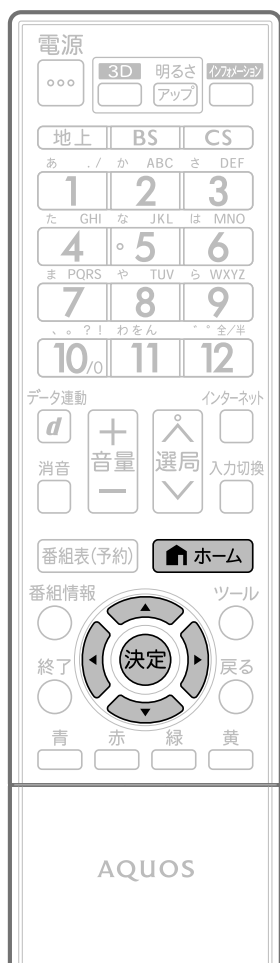 電源
3D 明るさ インフォメーション
アップ
地上 BS CS
あ ./ か ABC さ DEF
1 2 3
た GHI な JKL は MNO
4 5 6
ま PQRS や TUV ら WXYZ
7 8 9
、。?! わをん ゛゜全/半
10/0 11 12
データ連動 インターネット
d + 音量 − 選局
消音 入力切換
番組表(予約) ホーム
番組情報 ツール
決定
終了 戻る
青 赤 緑 黄
AQUOS